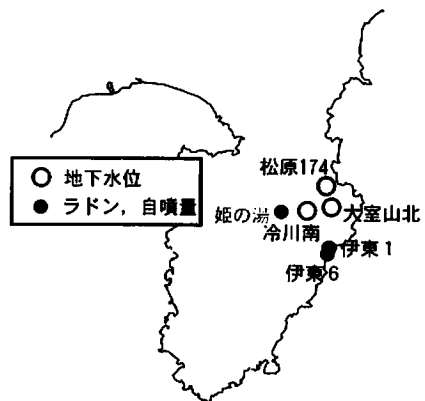 松原174
地下水位
ラドン，自噴量
姫の湯
大室山北
冷川南
伊東1
伊東6